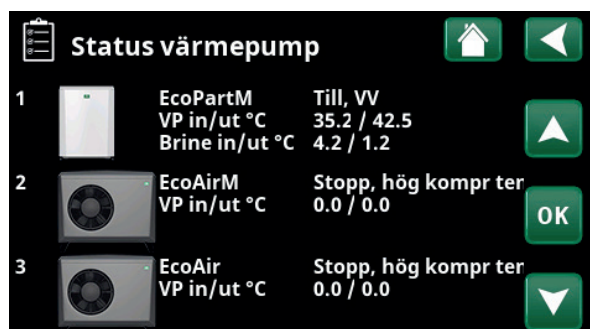 Status värmepump
1 EcoPartM Till, VV
VP in/ut °C 35.2 / 42.5
Brine in/ut °C 4.2 / 1.2
2 EcoAirM Stopp, hög kompr ter
VP in/ut °C 0.0 / 0.0
OK
3 EcoAir Stopp, hög kompr ter
VP in/ut °C 0.0 / 0.0